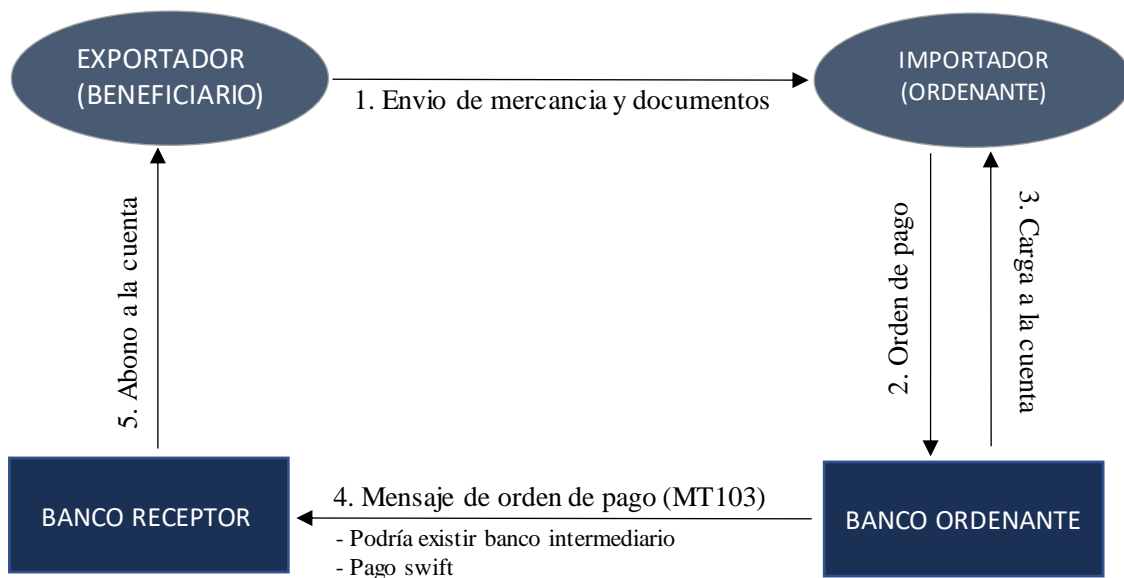 EXPORTADOR
(BENEFICIARIO)
IMPORTADOR
(ORDENANTE)
1. Envio de mercancia y documentos
5. Abono a la cuenta
2. Orden de pago
3. Carga a la cuenta
4. Mensaje de orden de pago (MT103)
BANCO RECEPTOR
BANCO ORDENANTE
- Podría existir banco intermediario
- Pago swift